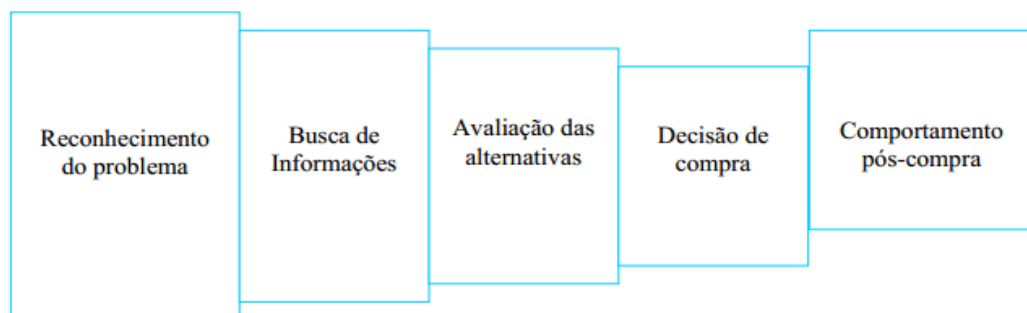 Reconhecimento
do problema
Busca de
Informações
Avaliação das
alternativas
Decisão de
compra
Comportamento
pós-compra